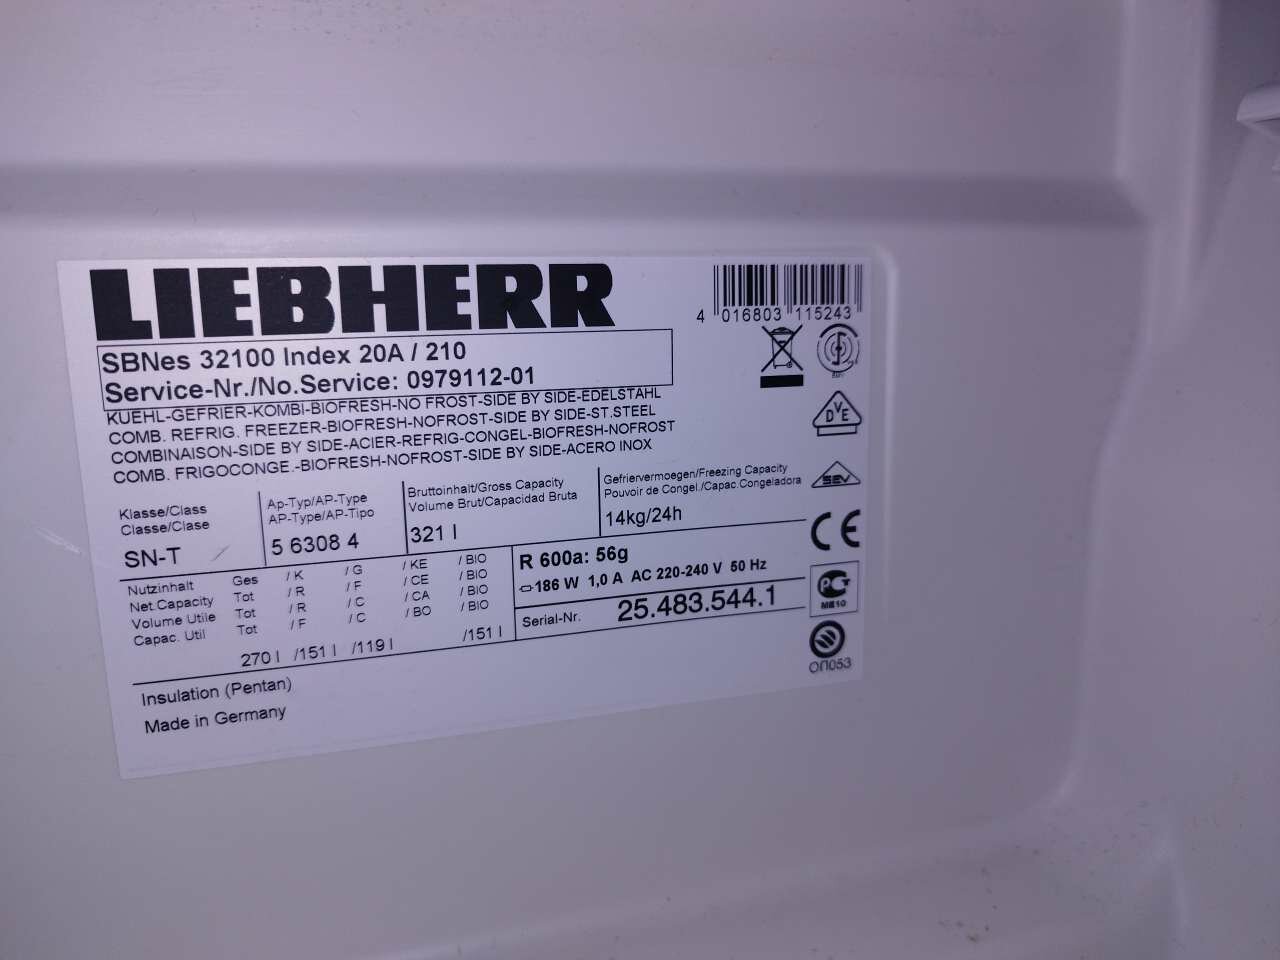 LIEBHERR
4 016803 115243
SBNes 32100 Index 20A / 210
Service-Nr./No.Service: 0979112-01
KUEHL-GEFRIER-KOMBI-BIOFRESH-NO FROST-SIDE BY SIDE-EDELSTAHL
COMB. REFRIG. FREEZER-BIOFRESH-NOFROST-SIDE BY SIDE-ST.STEEL
COMBINAISON-SIDE BY SIDE-ACIER-REFRIG-CONGEL-BIOFRESH-NOFROST
COMB. FRIGOCONGE.-BIOFRESH-NOFROST-SIDE BY SIDE-ACERO INOX
Klasse/Class
Classe/Clase
SN-T
Ap-Typ/AP-Type
AP-Type/AP-Tipo
5 6308 4
Bruttoinhalt/Gross Capacity
Volume Brut/Capacidad Bruta
321 l
Gefriervermoegen/Freezing Capacity
Pouvoir de Congel./Capac.Congeladora
14kg/24h
Nutzinhalt Ges / K / G / KE / BIO
Net.Capacity Tot / R / F / CE / BIO
Volume Utile Tot / R / C / CA / BIO
Capac. Util Tot / F / C / BO / BIO
270 l /151 l /119 l /151 l
R 600a: 56g
186 W 1,0 A AC 220-240 V 50 Hz
Serial-Nr. 25.483.544.1
Insulation (Pentan)
Made in Germany
DVE
SEV
CE
PCT
МБ10
ОП053